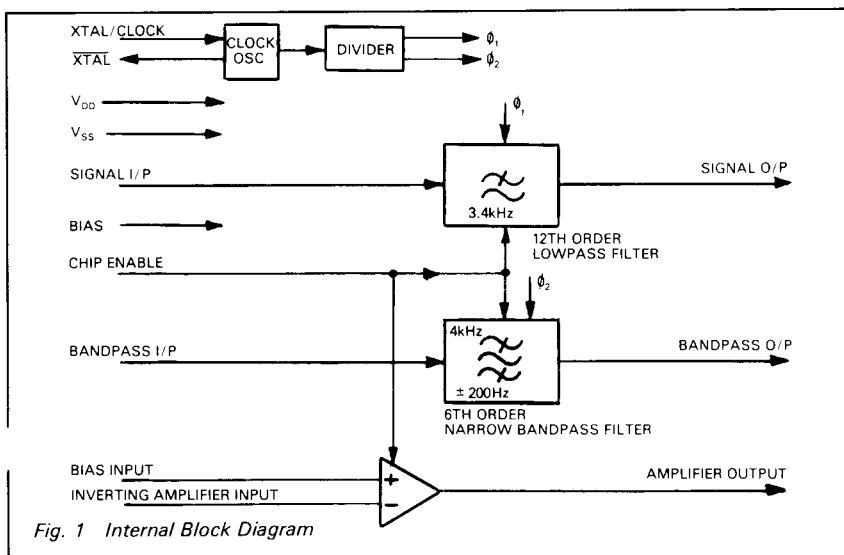 XTAL/CLOCK
XTAL
CLOCK
OSC
DIVIDER
ϕ1
ϕ2
VDD
VSS
ϕ1
SIGNAL I/P
SIGNAL O/P
3.4kHz
BIAS
12TH ORDER
LOWPASS FILTER
CHIP ENABLE
ϕ2
4kHz
BANDPASS I/P
BANDPASS O/P
± 200Hz
6TH ORDER
NARROW BANDPASS FILTER
BIAS INPUT
+
AMPLIFIER OUTPUT
INVERTING AMPLIFIER INPUT
−
Fig. 1 Internal Block Diagram